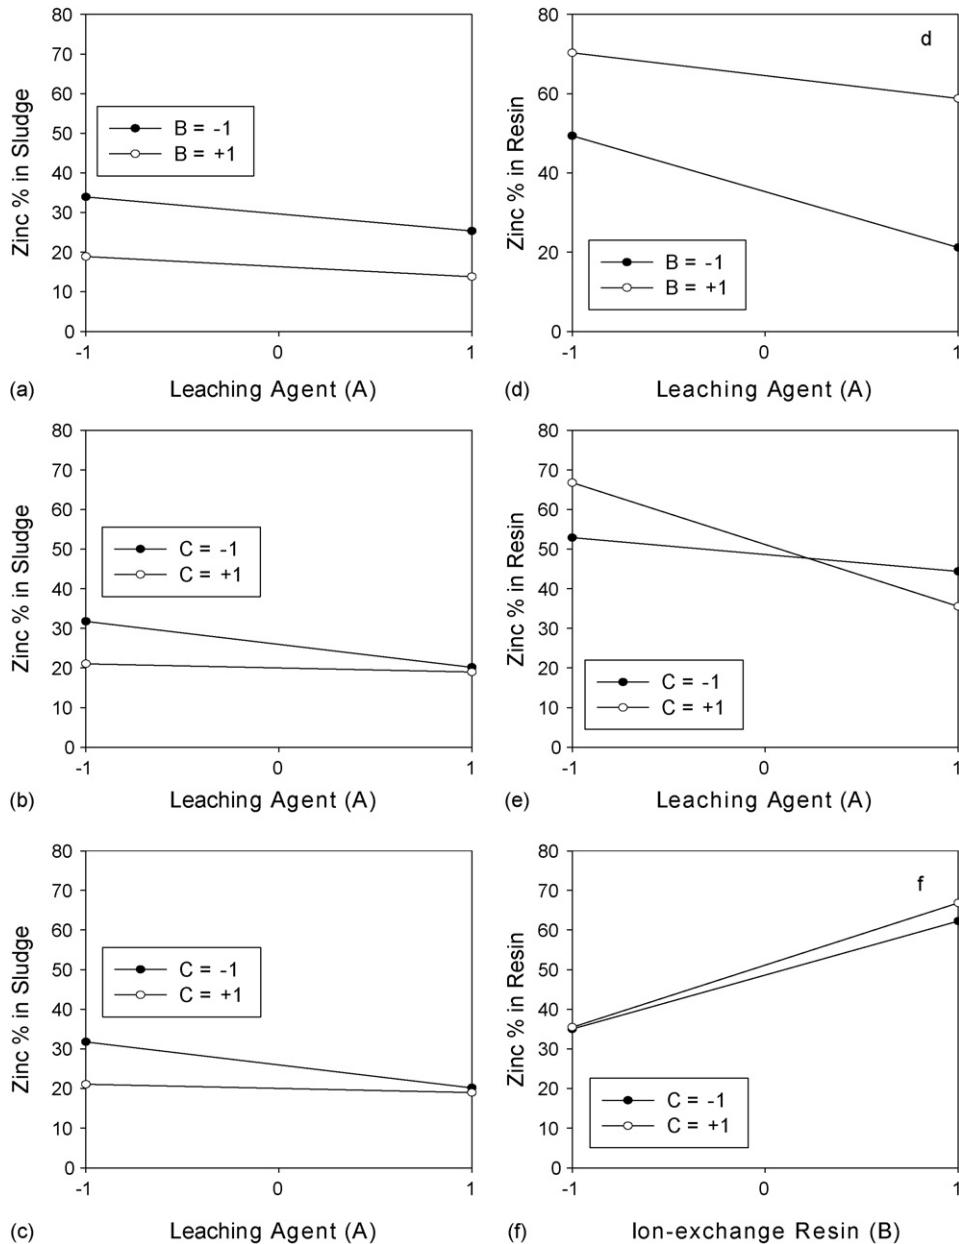 80
70
60
50
40
30
20
10
0
Zinc % in Sludge
B = -1
B = +1
-1 0 1
(a) Leaching Agent (A)
80
70
60
50
40
30
20
10
0
Zinc % in Resin
d
B = -1
B = +1
-1 0 1
(d) Leaching Agent (A)
80
70
60
50
40
30
20
10
0
Zinc % in Sludge
C = -1
C = +1
-1 0 1
(b) Leaching Agent (A)
80
70
60
50
40
30
20
10
0
Zinc % in Resin
C = -1
C = +1
-1 0 1
(e) Leaching Agent (A)
80
70
60
50
40
30
20
10
0
Zinc % in Sludge
C = -1
C = +1
-1 0 1
(c) Leaching Agent (A)
80
70
60
50
40
30
20
10
0
Zinc % in Resin
f
C = -1
C = +1
-1 0 1
(f) Ion-exchange Resin (B)